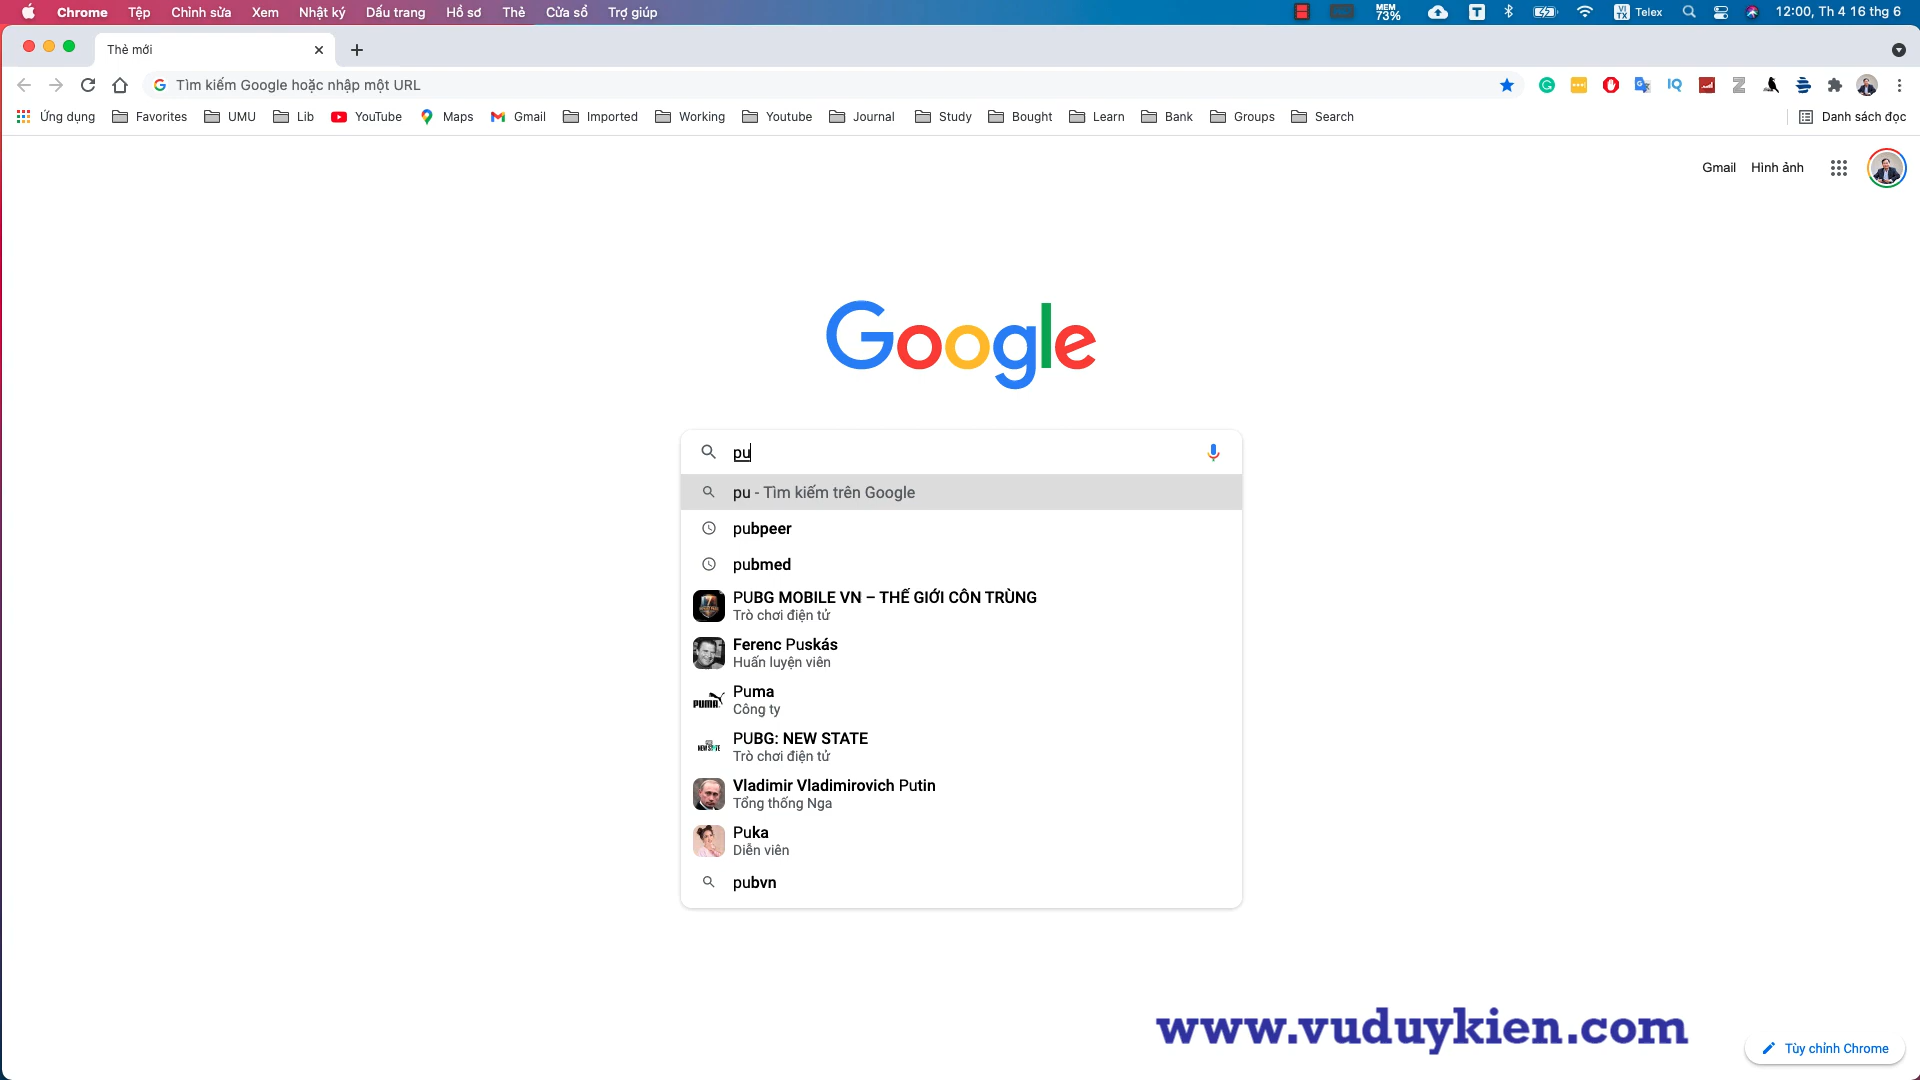 Chrome Tệp Chỉnh sửa Xem Nhật ký Dấu trang Hồ sơ Thẻ Cửa sổ Trợ giúp MEM 73% T VI TX Telex 12:00, Th 4 16 thg 6
Thẻ mới
Tìm kiếm Google hoặc nhập một URL
Ứng dụng Favorites UMU Lib YouTube Maps Gmail Imported Working Youtube Journal Study Bought Learn Bank Groups Search Danh sách đọc
Gmail Hình ảnh
Google
pu
pu - Tìm kiếm trên Google
pubpeer
pubmed
PUBG MOBILE VN – THẾ GIỚI CÔN TRÙNG
Trò chơi điện tử
Ferenc Puskás
Huấn luyện viên
PUMA
Puma
Công ty
PUBG: NEW STATE
Trò chơi điện tử
Vladimir Vladimirovich Putin
Tổng thống Nga
Puka
Diễn viên
pubvn
www.vuduykien.com
Tùy chỉnh Chrome